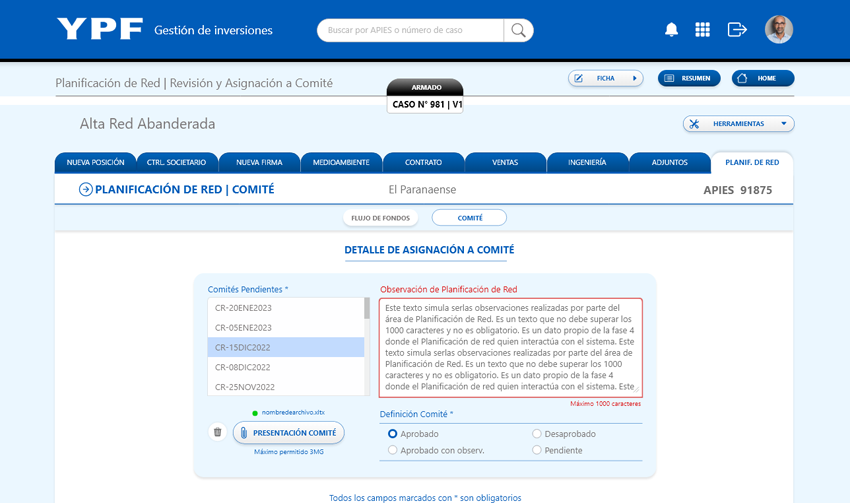 YPF Gestión de inversiones
Buscar por APIES o número de caso
Planificación de Red | Revisión y Asignación a Comité
ARMADO
CASO N° 981 | V1
FICHA
RESUMEN
HOME
Alta Red Abanderada
HERRAMIENTAS
NUEVA POSICIÓN
CTRL. SOCIETARIO
NUEVA FIRMA
MEDIOAMBIENTE
CONTRATO
VENTAS
INGENIERÍA
ADJUNTOS
PLANIF. DE RED
PLANIFICACIÓN DE RED | COMITÉ
El Paranaense
APIES 91875
FLUJO DE FONDOS
COMITÉ
DETALLE DE ASIGNACIÓN A COMITÉ
Comités Pendientes *
CR-20ENE2023
CR-05ENE2023
CR-15DIC2022
CR-08DIC2022
CR-25NOV2022
nombredearchivo.xltx
PRESENTACIÓN COMITÉ
Máximo permitido 3MG
Observación de Planificación de Red
Este texto simula serlas observaciones realizadas por parte del
área de Planificación de Red. Es un texto que no debe superar los
1000 caracteres y no es obligatorio. Es un dato propio de la fase 4
donde el Planificación de red quien interactúa con el sistema. Este
texto simula serlas observaciones realizadas por parte del área de
Planificación de Red. Es un texto que no debe superar los 1000
caracteres y no es obligatorio. Es un dato propio de la fase 4
donde el Planificación de red quien interactúa con el sistema. Este
Máximo 1000 caracteres
Definición Comité *
Aprobado
Desaprobado
Aprobado con observ.
Pendiente
Todos los campos marcados con * son obligatorios